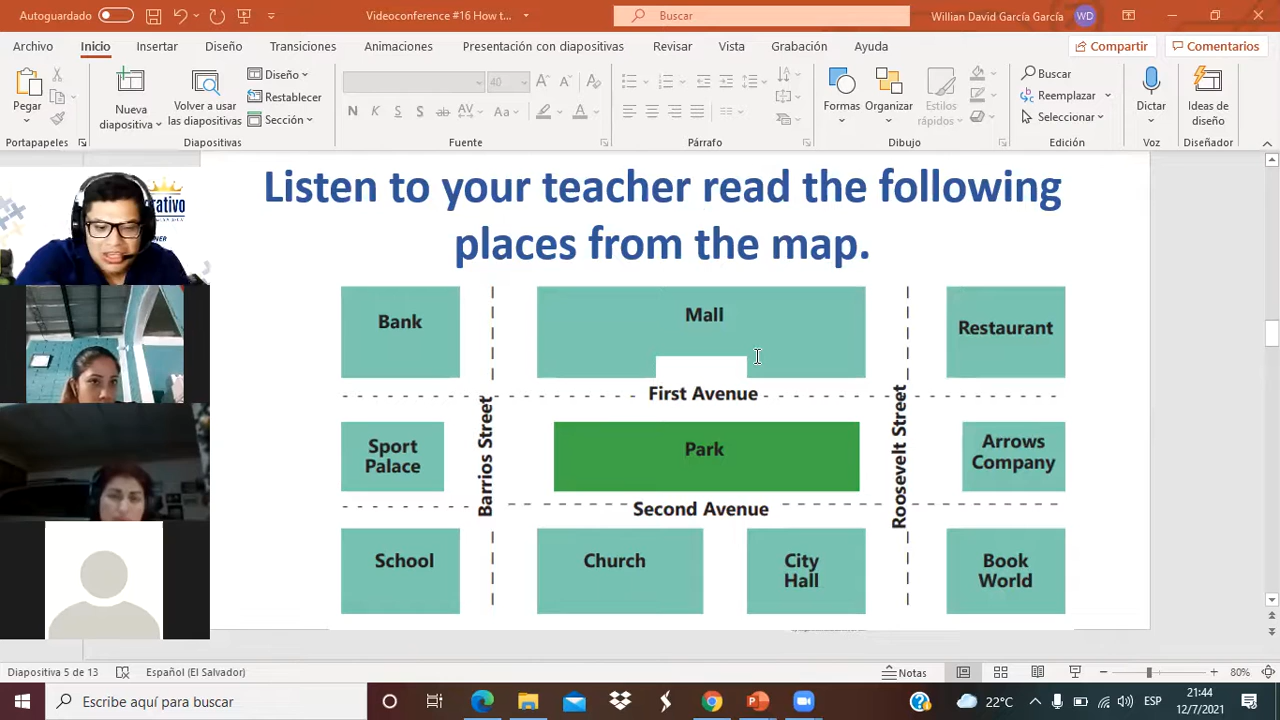 Autoguardado
Videoconference #16 How t...
Buscar
Willian David García García
WD
Archivo
Inicio
Insertar
Diseño
Transiciones
Animaciones
Presentación con diapositivas
Revisar
Vista
Grabación
Ayuda
Compartir
Comentarios
Pegar
Nueva diapositiva
Volver a usar las diapositivas
Diseño
Restablecer
Sección
40
N K S S ab AV Aa A
Formas
Organizar
Estilos rápidos
Buscar
Reemplazar
Seleccionar
Dictar
Ideas de diseño
Portapapeles
Diapositivas
Fuente
Párrafo
Dibujo
Edición
Voz
Diseñador
Listen to your teacher read the following
places from the map.
Bank
Mall
Restaurant
First Avenue
Sport
Palace
Barrios Street
Park
Roosevelt Street
Arrows
Company
Second Avenue
School
Church
City
Hall
Book
World
Diapositiva 5 de 13
Español (El Salvador)
Notas
80%
Escribe aquí para buscar
22°C
ESP
21:44
12/7/2021